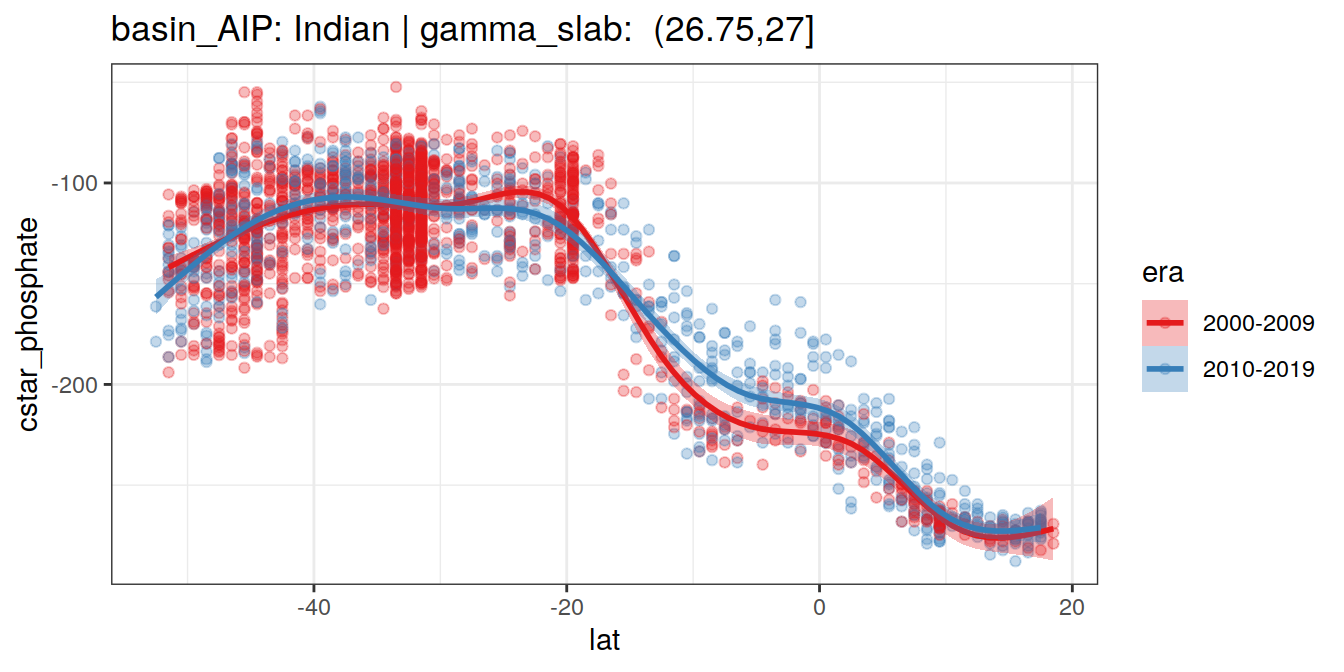 basin_AIP: Indian | gamma_slab:  (26.75,27]
cstar_phosphate
-100
-200
-40
-20
0
20
lat
era
2000-2009
2010-2019